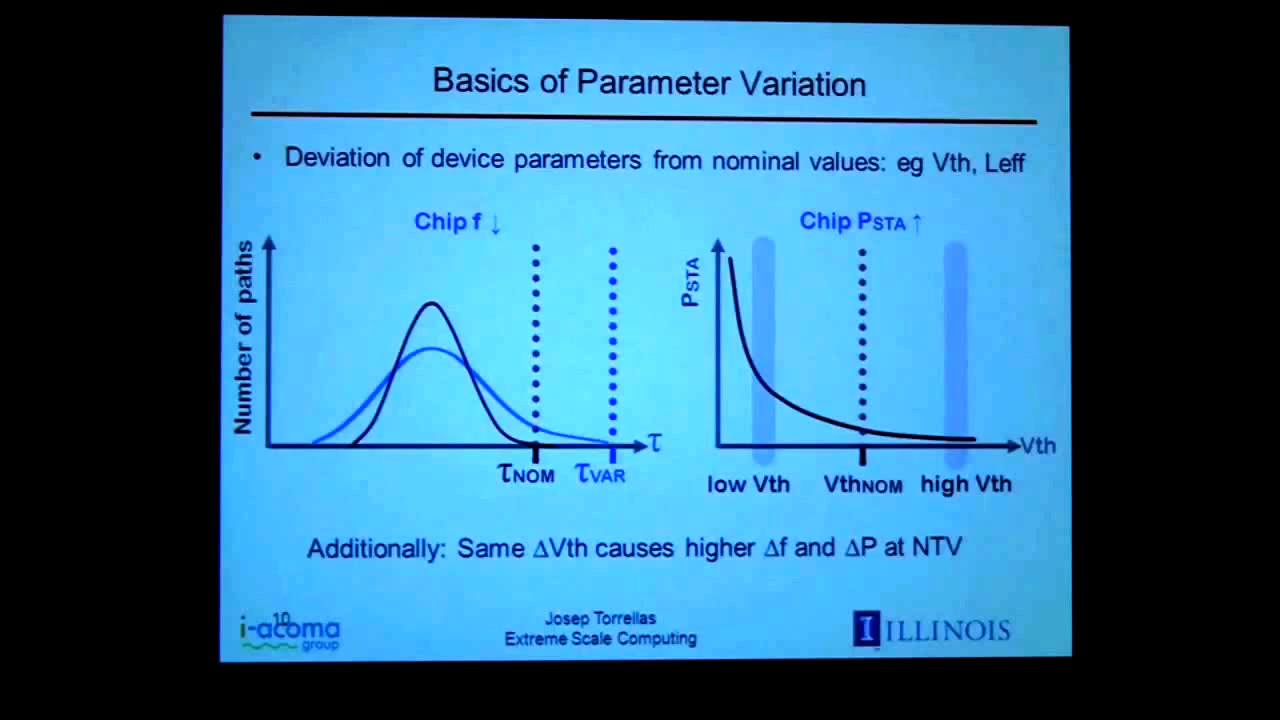 Basics of Parameter Variation
• Deviation of device parameters from nominal values: eg Vth, Leff
Chip f ↓
Number of paths
τ
τNOM
τVAR
Chip PSTA ↑
PSTA
Vth
low Vth
VthNOM
high Vth
Additionally: Same ΔVth causes higher Δf and ΔP at NTV
10
i-acoma
group
Josep Torrellas
Extreme Scale Computing
I ILLINOIS